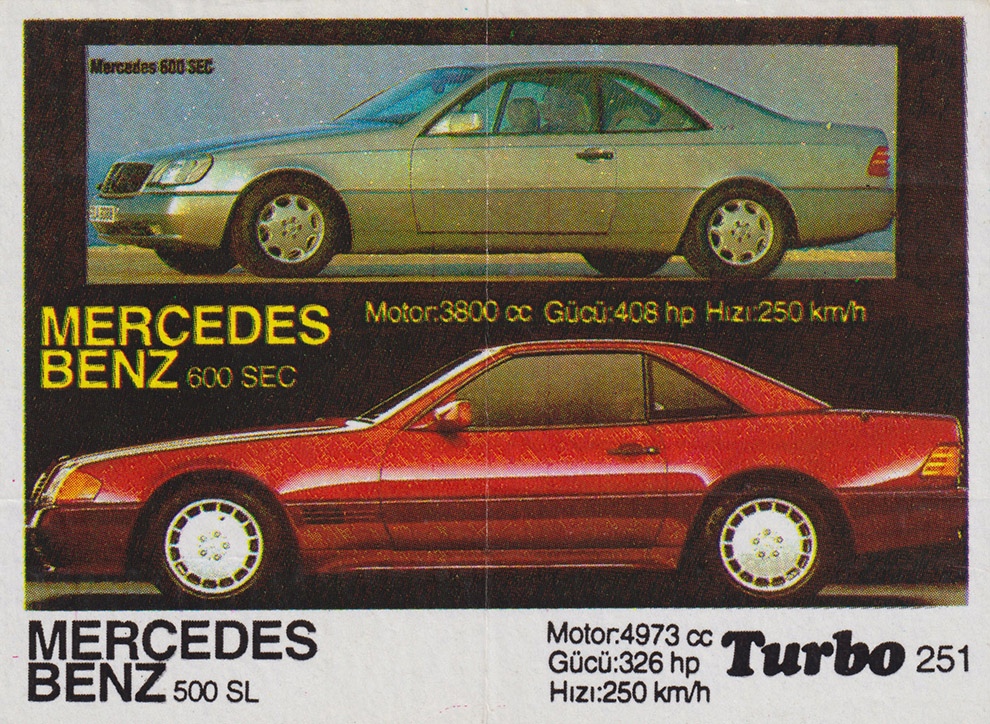 Mercedes 600 SEC
MERCEDES
BENZ 600 SEC
Motor:3800 cc Gücü:408 hp Hızı:250 km/h
MERCEDES
BENZ 500 SL
Motor:4973 cc
Gücü:326 hp
Hızı:250 km/h
Turbo 251